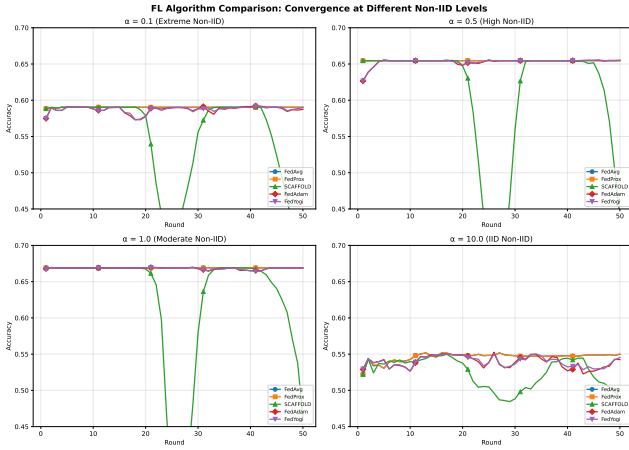 FL Algorithm Comparison: Convergence at Different Non-IID Levels
α = 0.1 (Extreme Non-IID)
0.70
0.65
0.60
0.55
0.50
0.45
Accuracy
0
10
20
30
40
50
Round
FedAvg
FedProx
SCAFFOLD
FedAdam
FedYogi
α = 0.5 (High Non-IID)
0.70
0.65
0.60
0.55
0.50
0.45
Accuracy
0
10
20
30
40
50
Round
FedAvg
FedProx
SCAFFOLD
FedAdam
FedYogi
α = 1.0 (Moderate Non-IID)
0.70
0.65
0.60
0.55
0.50
0.45
Accuracy
0
10
20
30
40
50
Round
FedAvg
FedProx
SCAFFOLD
FedAdam
FedYogi
α = 10.0 (IID Non-IID)
0.70
0.65
0.60
0.55
0.50
0.45
Accuracy
0
10
20
30
40
50
Round
FedAvg
FedProx
SCAFFOLD
FedAdam
FedYogi